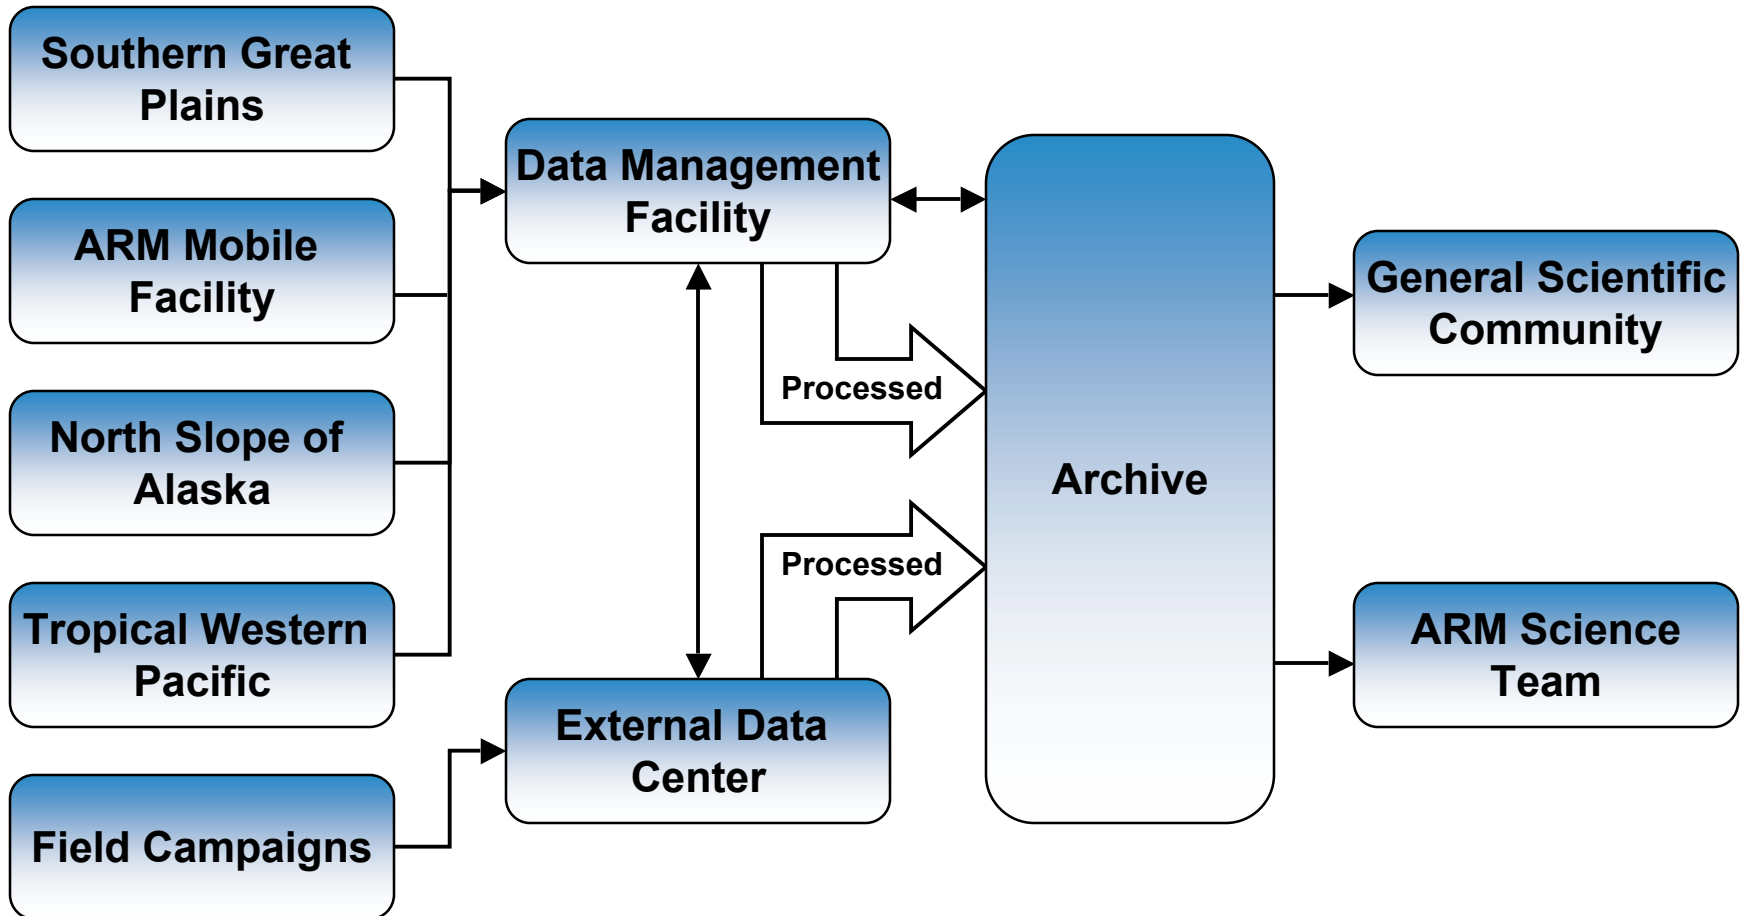 Southern Great
Plains
ARM Mobile
Facility
North Slope of
Alaska
Tropical Western
Pacific
Field Campaigns
Data Management
Facility
Processed
Processed
External Data
Center
Archive
General Scientific
Community
ARM Science
Team